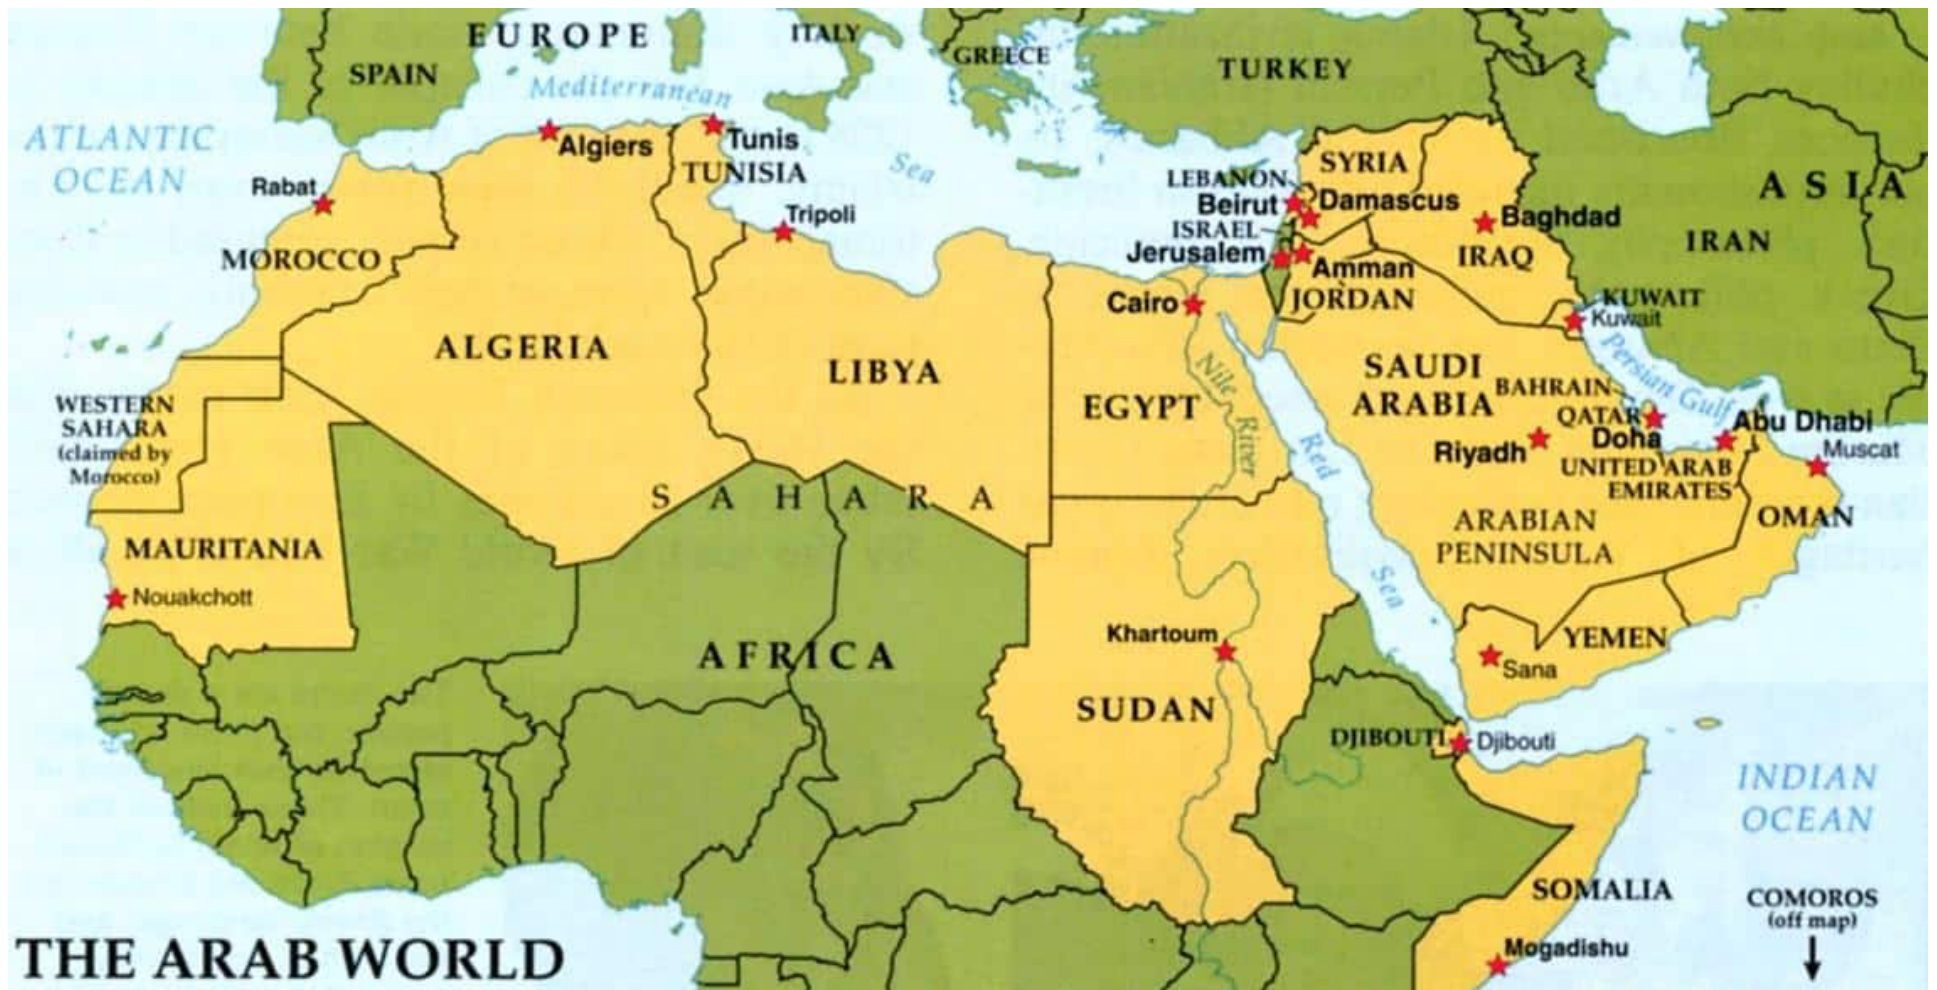 EUROPE
ITALY
GREECE
SPAIN
TURKEY
Mediterranean
Sea
ATLANTIC
OCEAN
Algiers
Tunis
TUNISIA
Rabat
Tripoli
MOROCCO
SYRIA
LEBANON
Beirut
Damascus
ISRAEL
Jerusalem
Amman
JORDAN
Baghdad
IRAQ
ASIA
IRAN
Cairo
KUWAIT
Kuwait
ALGERIA
LIBYA
EGYPT
Nile
River
SAUDI
ARABIA
BAHRAIN
Persian Gulf
QATAR
Doha
Abu Dhabi
Riyadh
Muscat
UNITED ARAB
EMIRATES
Red
Sea
WESTERN
SAHARA
(claimed by
Morocco)
SAHARA
ARABIAN
PENINSULA
OMAN
MAURITANIA
Nouakchott
AFRICA
Khartoum
SUDAN
YEMEN
Sana
DJIBOUTI
Djibouti
INDIAN
OCEAN
SOMALIA
COMOROS
(off map)
Mogadishu
THE ARAB WORLD